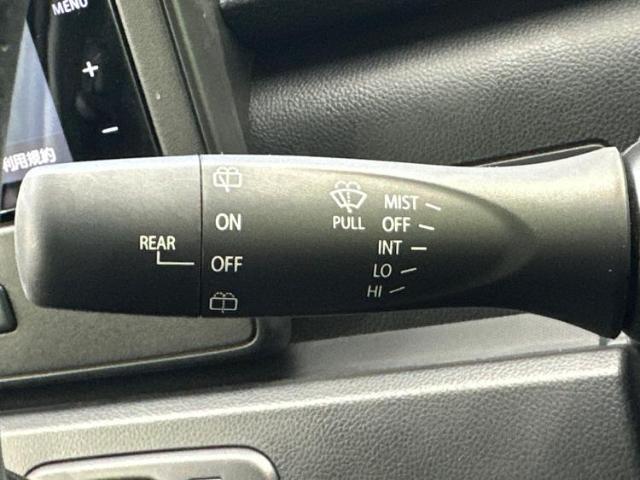 MENU
+
-
利用規約
ON
REAR
OFF
PULL
MIST
OFF
INT
LO
HI